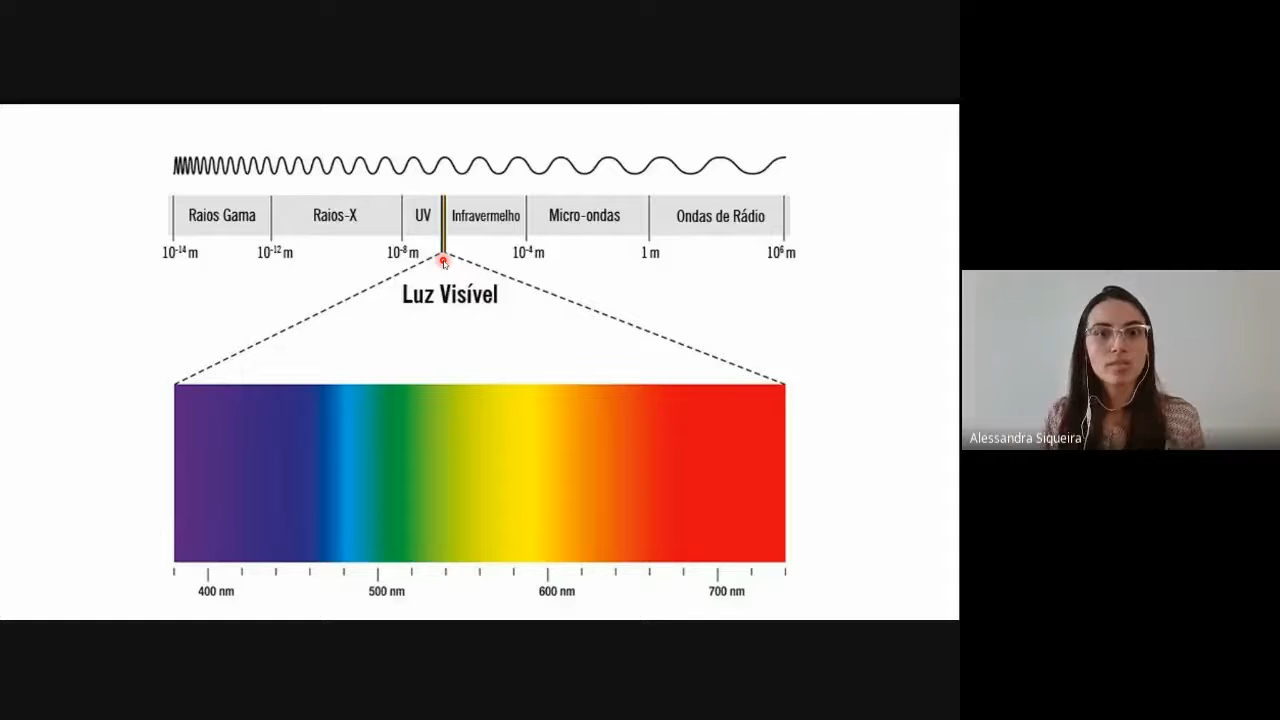 Raios Gama Raios-X UV Infravermelho Micro-ondas Ondas de Rádio
10⁻¹⁴ m 10⁻¹² m 10⁻⁸ m 10⁻⁴ m 1 m 10⁶ m
Luz Visível
400 nm 500 nm 600 nm 700 nm
Alessandra Siqueira